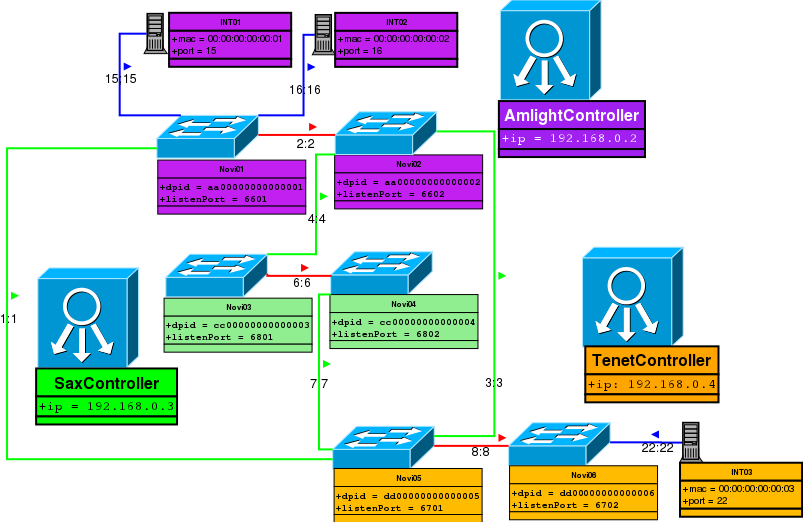 INT01
+mac = 00:00:00:00:00:01
+port = 15
INT02
+mac = 00:00:00:00:00:02
+port = 16
15:15
16:16
AmlightController
+ip = 192.168.0.2
2:2
Novi01
+dpid = aa00000000000001
+listenPort = 6601
Novi02
+dpid = aa00000000000002
+listenPort = 6602
4:4
6:6
1:1
Novi03
+dpid = cc00000000000003
+listenPort = 6801
Novi04
+dpid = cc00000000000004
+listenPort = 6802
SaxController
+ip = 192.168.0.3
TenetController
+ip: 192.168.0.4
7:7
3:3
8:8
22:22
Novi05
+dpid = dd00000000000005
+listenPort = 6701
Novi06
+dpid = dd00000000000006
+listenPort = 6702
INT03
+mac = 00:00:00:00:00:03
+port = 22